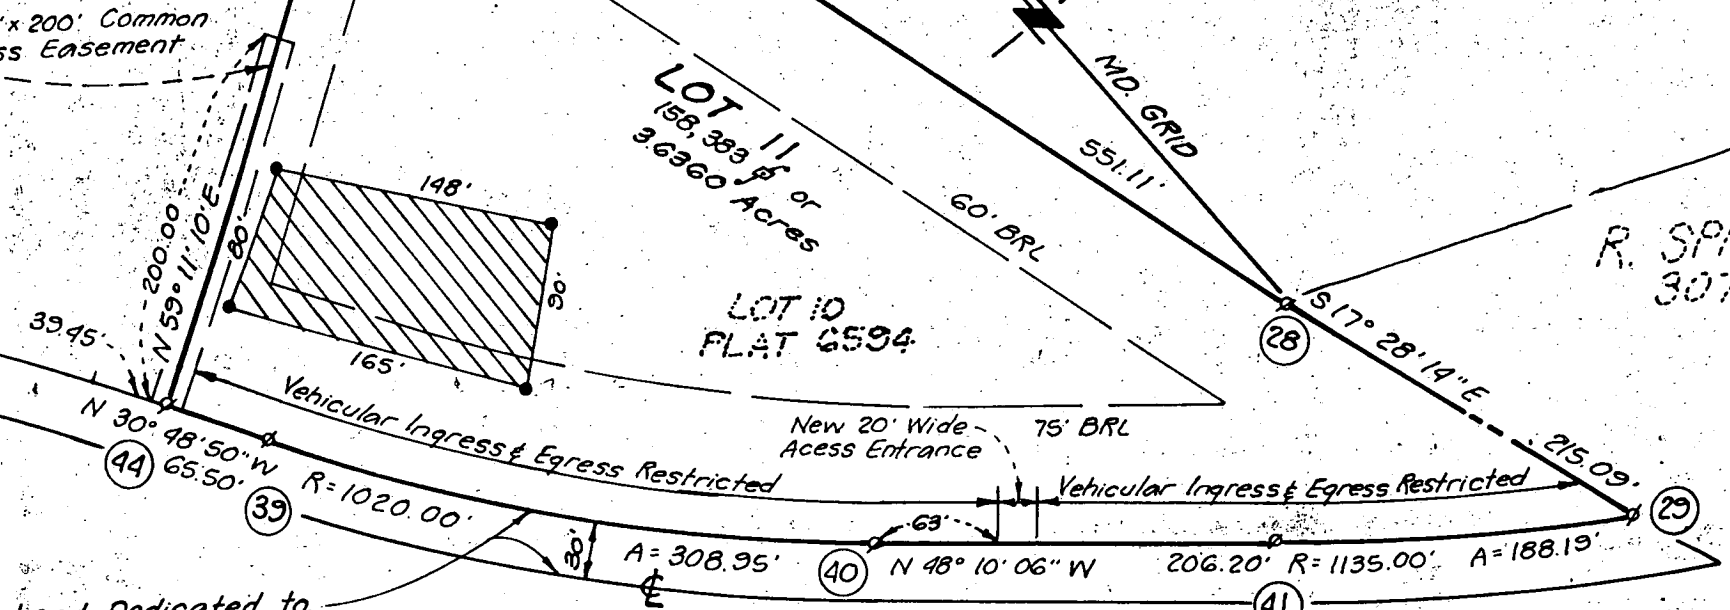 'x 200' Common
ss Easement
200.00
N 59° 11' 10" E
80'
148'
90'
165'
39.45'
LOT 11
158,383 sf or
3.6360 Acres
LOT 10
PLAT 6594
60' BRL
MD. GRID
551.11'
28
S 17° 28' 14" E
215.09'
29
R. SP
307
N 30° 48' 50" W
65.50'
44
39
R = 1020.00'
Vehicular Ingress & Egress Restricted
New 20' Wide
Acess Entrance
75' BRL
Vehicular Ingress & Egress Restricted
63'
30'
A = 308.95'
40
N 48° 10' 06" W
206.20'
R = 1135.00'
A = 188.19'
41
Dedicated to